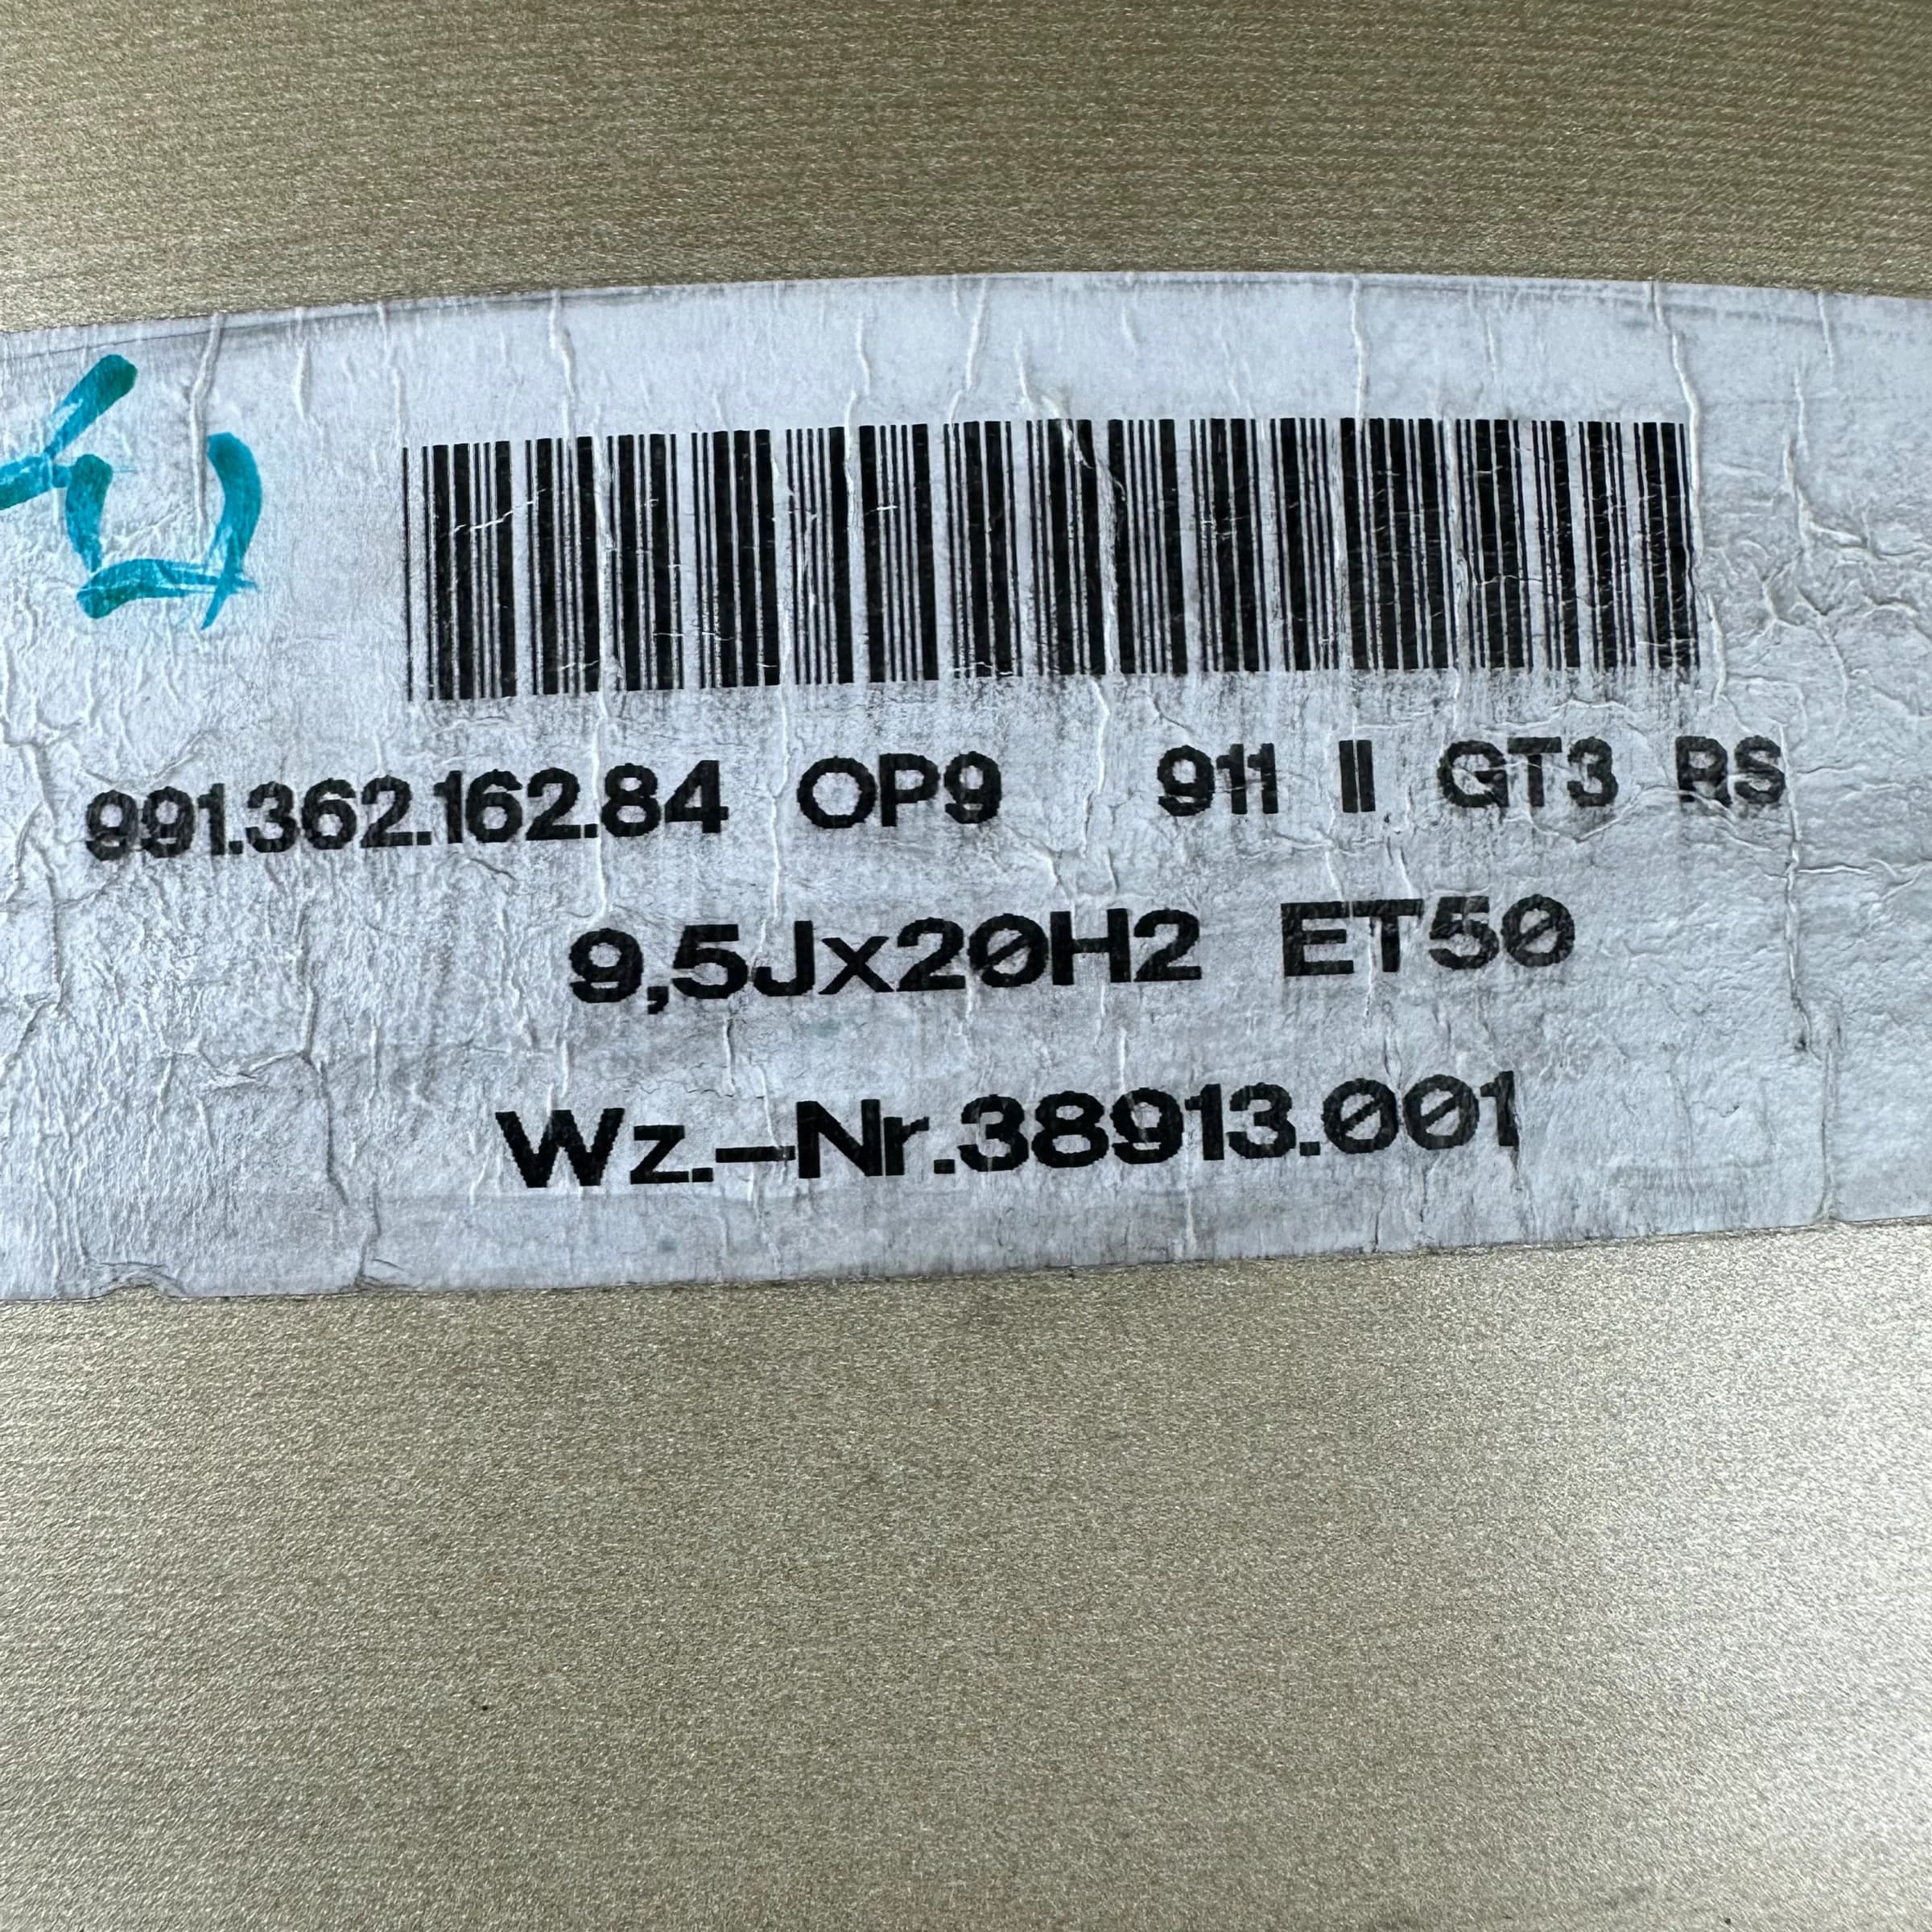 991.362.162.84 OP9 911 II GT3 RS
9,5Jx20H2 ET50
Wz.-Nr.38913.001